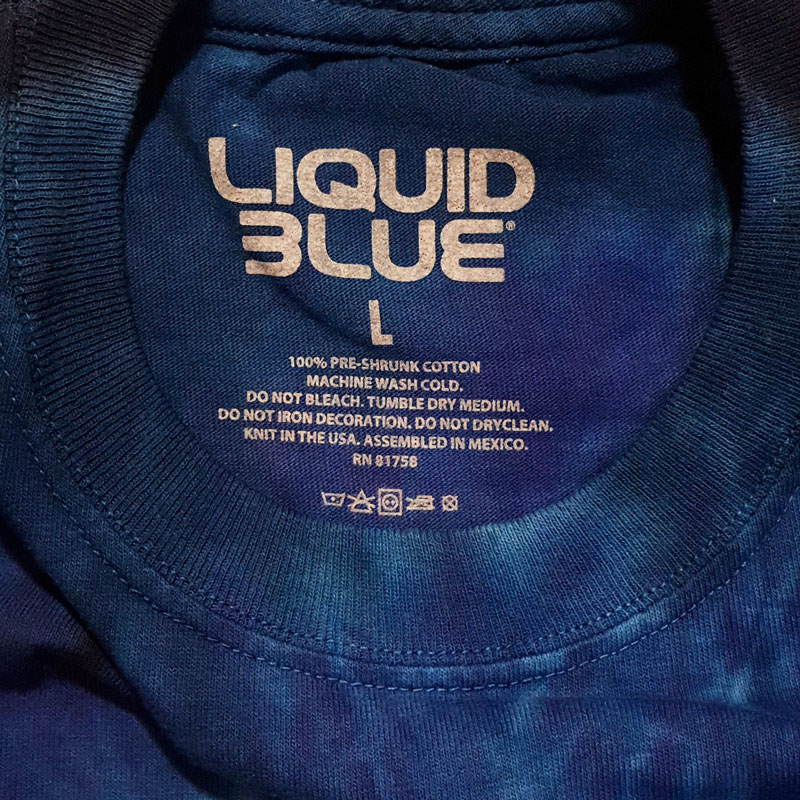 LIQUID
BLUE®
L
100% PRE-SHRUNK COTTON
MACHINE WASH COLD.
DO NOT BLEACH. TUMBLE DRY MEDIUM.
DO NOT IRON DECORATION. DO NOT DRYCLEAN.
KNIT IN THE USA. ASSEMBLED IN MEXICO.
RN 81758